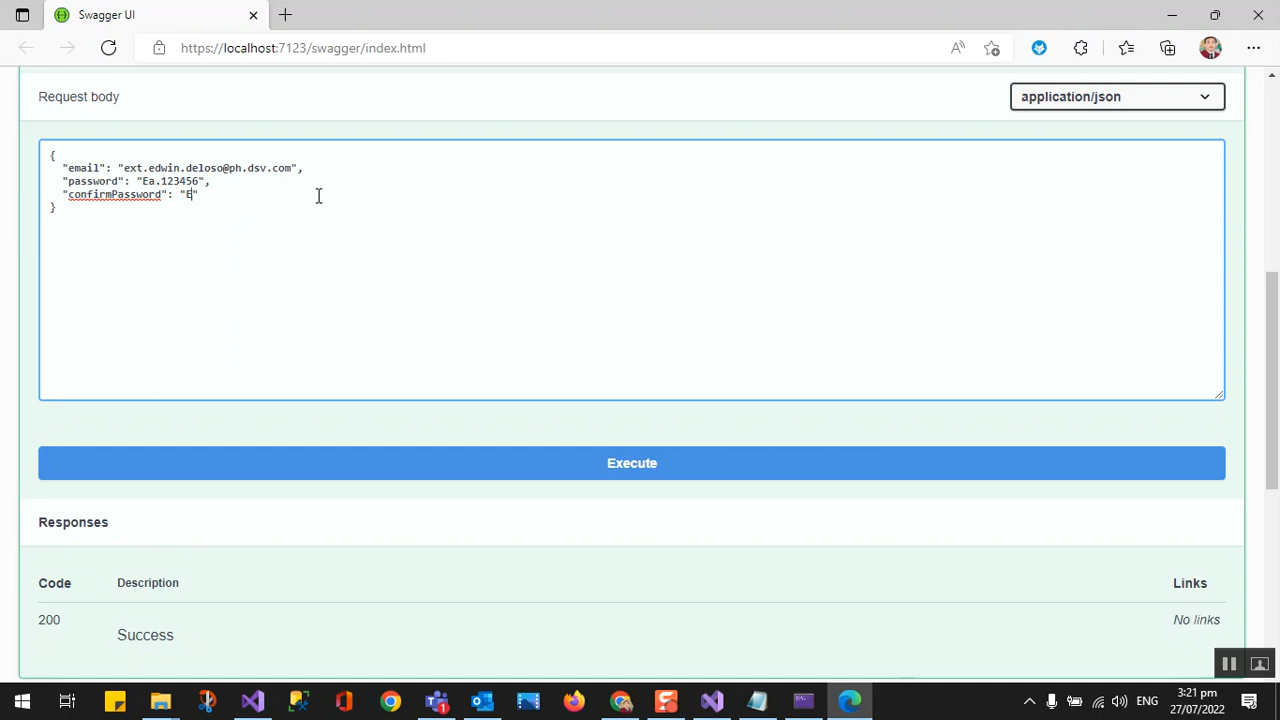 Swagger UI
https://localhost:7123/swagger/index.html
Request body
application/json
{
"email": "ext.edwin.deloso@ph.dsv.com",
"password": "Ea.123456",
"confirmPassword": "E"
}
Execute
Responses
Code Description Links
200 Success No links
ENG
3:21 pm
27/07/2022